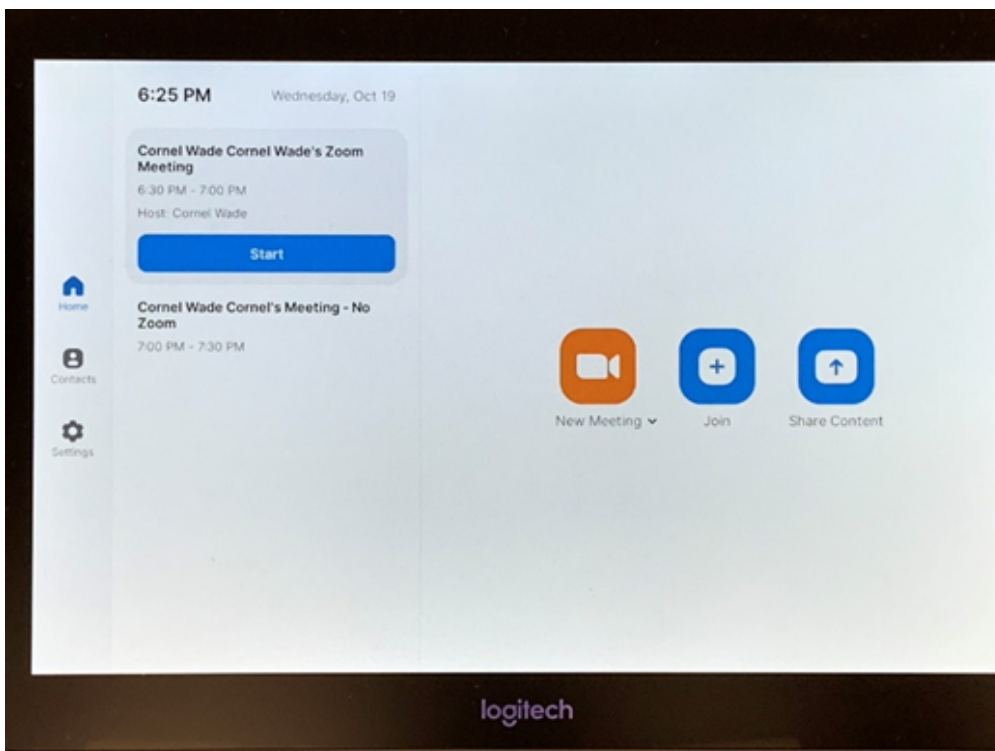 6:25 PM Wednesday, Oct 19
Cornel Wade Cornel Wade's Zoom
Meeting
6:30 PM - 7:00 PM
Host: Cornel Wade
Start
Cornel Wade Cornel's Meeting - No
Zoom
7:00 PM - 7:30 PM
Home
Contacts
Settings
New Meeting
Join
Share Content
logitech